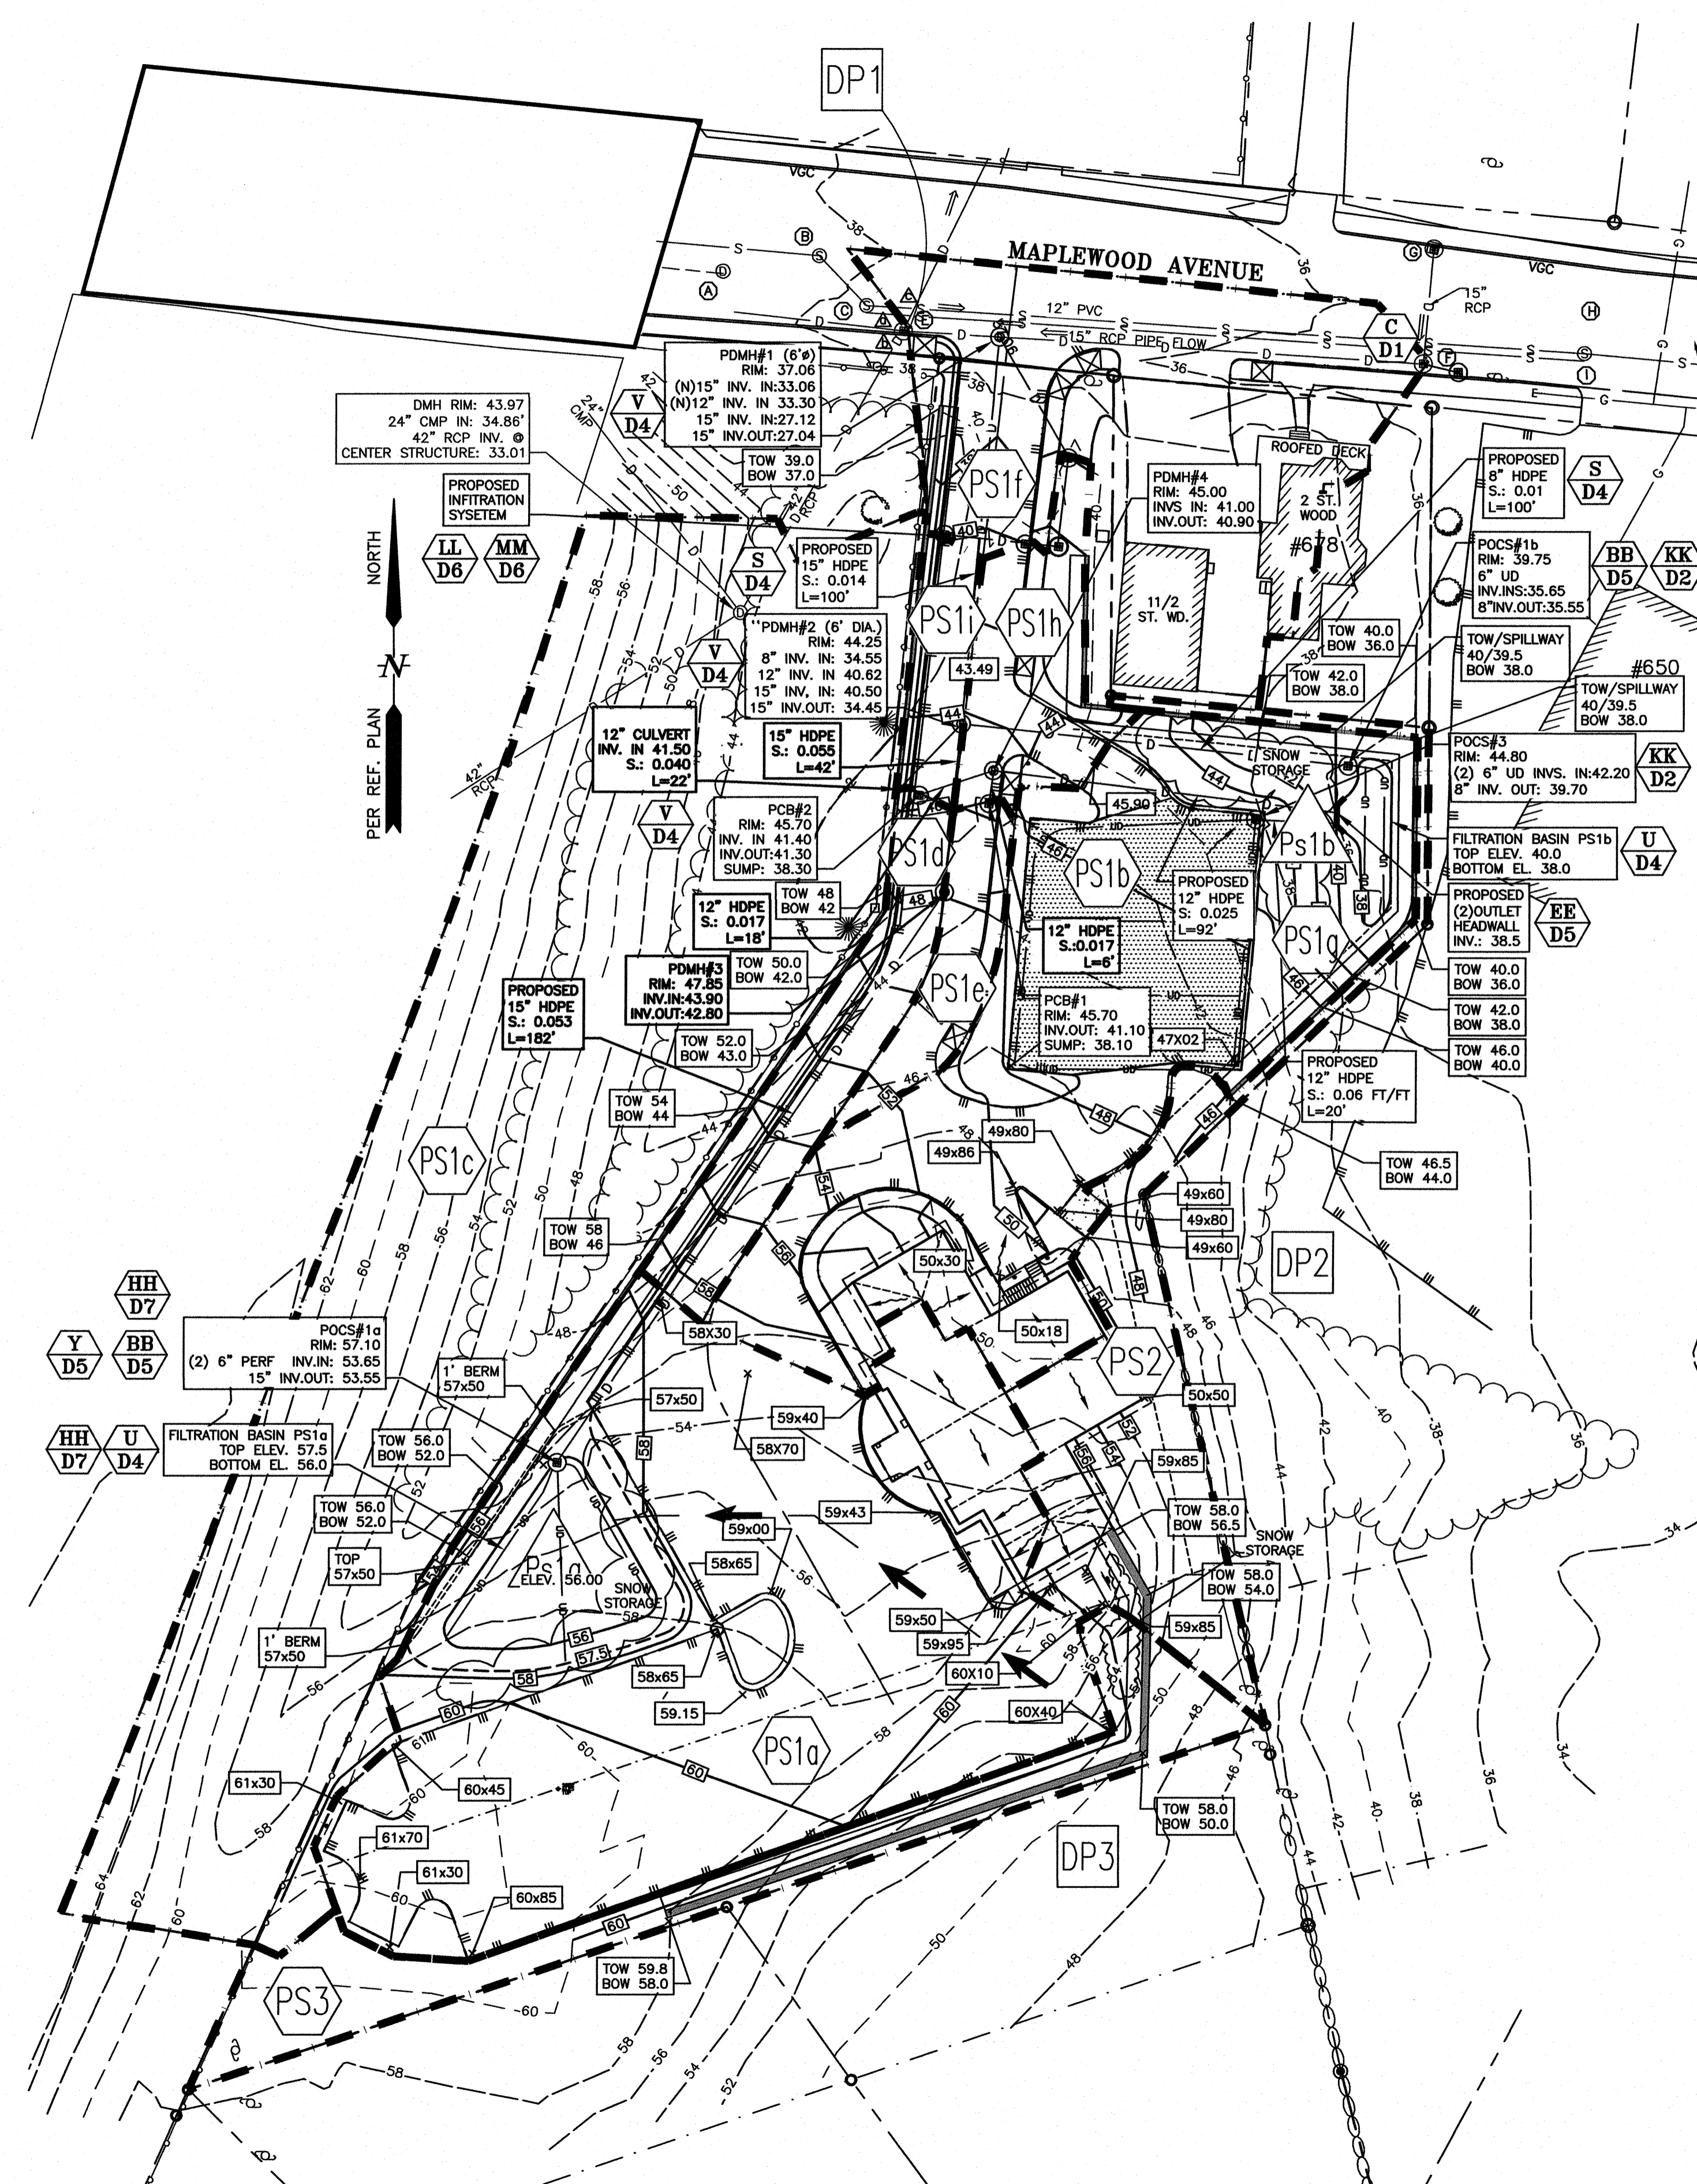 DP1
VGC
38
MAPLEWOOD AVENUE
36
VGC
15"
RCP
12" PVC
15" RCP PIPE FLOW
C
D1
A
B
C
E
F
G
H
I
PDMH#1 (6'ø)
RIM: 37.06
(N)15" INV. IN:33.06
(N)12" INV. IN 33.30
15" INV. IN:27.12
15" INV.OUT:27.04
V
D4
DMH RIM: 43.97
24" CMP IN: 34.86'
42" RCP INV. @
CENTER STRUCTURE: 33.01
24"
CMP
TOW 39.0
BOW 37.0
PROPOSED
INFITRATION
SYSETEM
LL
D6
MM
D6
42"
RCP
S
D4
PROPOSED
15" HDPE
S.: 0.014
L=100'
PS1f
PDMH#4
RIM: 45.00
INVS IN: 41.00
INV.OUT: 40.90
ROOFED DECK
2 ST.
WOOD
#678
11/2
ST. WD.
PROPOSED
8" HDPE
S.: 0.01
L=100'
S
D4
POCS#1b
RIM: 39.75
6" UD
INV.INS:35.65
8"INV.OUT:35.55
BB
D5
KK
D2
NORTH
N
PER REF. PLAN
PS1i
PS1h
"PDMH#2 (6' DIA.)
RIM: 44.25
8" INV. IN: 34.55
12" INV. IN 40.62
15" INV, IN: 40.50
15" INV.OUT: 34.45
V
D4
43.49
TOW 40.0
BOW 36.0
TOW 42.0
BOW 38.0
TOW/SPILLWAY
40/39.5
BOW 38.0
#650
TOW/SPILLWAY
40/39.5
BOW 38.0
12" CULVERT
INV. IN 41.50
S.: 0.040
L=22'
15" HDPE
S.: 0.055
L=42'
42"
RCP
SNOW
STORAGE
POCS#3
RIM: 44.80
(2) 6" UD INVS. IN:42.20
8" INV. OUT: 39.70
KK
D2
V
D4
PCB#2
RIM: 45.70
INV. IN 41.40
INV.OUT:41.30
SUMP: 38.30
45.90
PS1d
PS1b
Ps1b
FILTRATION BASIN PS1b
TOP ELEV. 40.0
BOTTOM EL. 38.0
U
D4
TOW 48
BOW 42
PROPOSED
12" HDPE
S: 0.025
L=92'
PROPOSED
(2)OUTLET
HEADWALL
INV.: 38.5
EE
D5
12" HDPE
S.: 0.017
L=18'
12" HDPE
S.:0.017
L=6'
PS1g
TOW 50.0
BOW 42.0
PDMH#3
RIM: 47.85
INV.IN:43.90
INV.OUT:42.80
PS1e
TOW 40.0
BOW 36.0
PROPOSED
15" HDPE
S.: 0.053
L=182'
PCB#1
RIM: 45.70
INV.OUT: 41.10
SUMP: 38.10
47X02
TOW 42.0
BOW 38.0
TOW 52.0
BOW 43.0
TOW 46.0
BOW 40.0
PROPOSED
12" HDPE
S.: 0.06 FT/FT
L=20'
TOW 54
BOW 44
49x80
49x86
PS1c
TOW 46.5
BOW 44.0
49x60
49x80
49x60
TOW 58
BOW 46
50x30
DP2
HH
D7
50x18
Y
D5
BB
D5
POCS#1a
RIM: 57.10
(2) 6" PERF INV.IN: 53.65
15" INV.OUT: 53.55
58X30
PS2
1' BERM
57x50
57x50
50x50
59x40
HH
D7
U
D4
FILTRATION BASIN PS1a
TOP ELEV. 57.5
BOTTOM EL. 56.0
TOW 56.0
BOW 52.0
58X70
59x85
TOW 56.0
BOW 52.0
59x43
59x00
TOW 58.0
BOW 56.5
SNOW
STORAGE
TOP
57x50
Ps1a
ELEV. 56.00
SNOW
STORAGE
58x65
TOW 58.0
BOW 54.0
59x50
59x85
1' BERM
57x50
57.5
59x95
58x65
60X10
59.15
60X40
PS1a
61x30
60x45
TOW 58.0
BOW 50.0
61x70
DP3
61x30
60x85
TOW 59.8
BOW 58.0
PS3